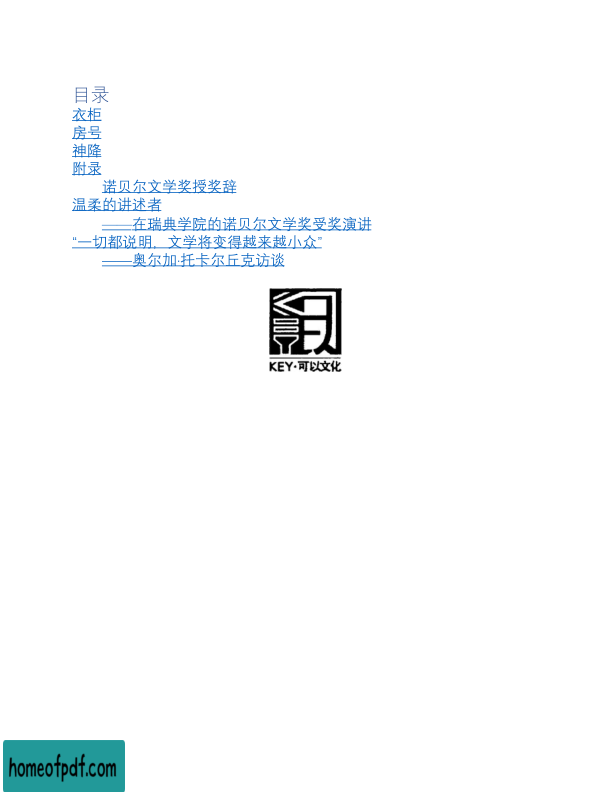 目录
衣柜
房号
神降
附录
诺贝尔文学奖授奖辞
温柔的讲述者
——在瑞典学院的诺贝尔文学奖受奖演讲
“一切都说明，文学将变得越来越小众”
——奥尔加·托卡尔丘克访谈
KEY·可以文化
homeofpdf.com